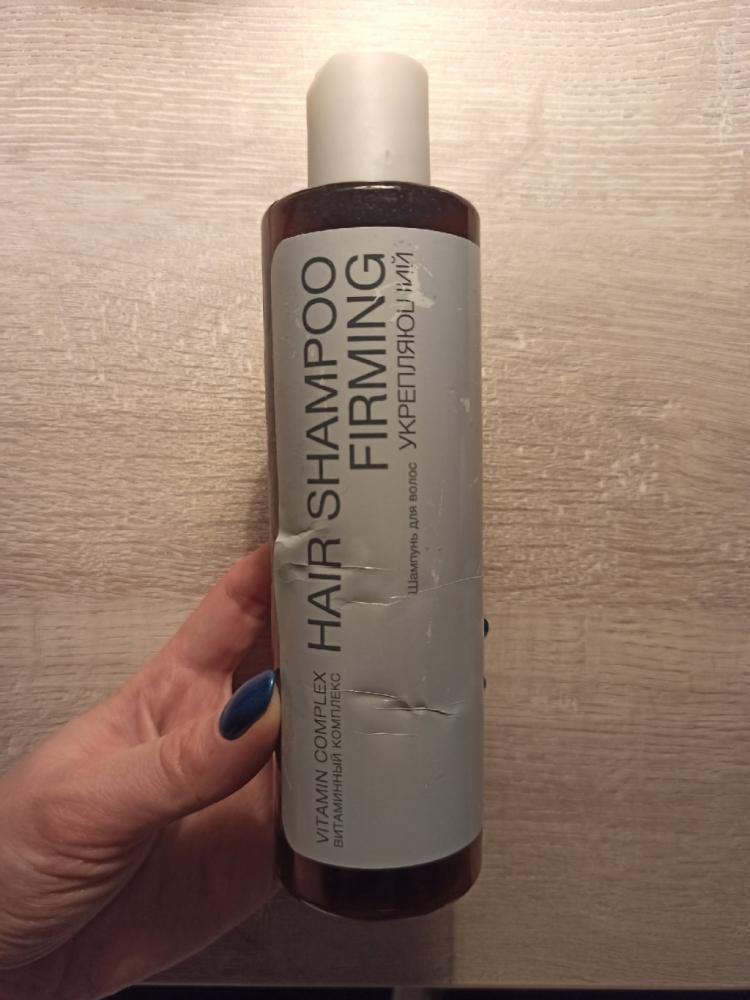 HAIR SHAMPOO
FIRMING
Шампунь для волос УКРЕПЛЯЮЩИЙ
VITAMIN COMPLEX
ВИТАМИННЫЙ КОМПЛЕКС